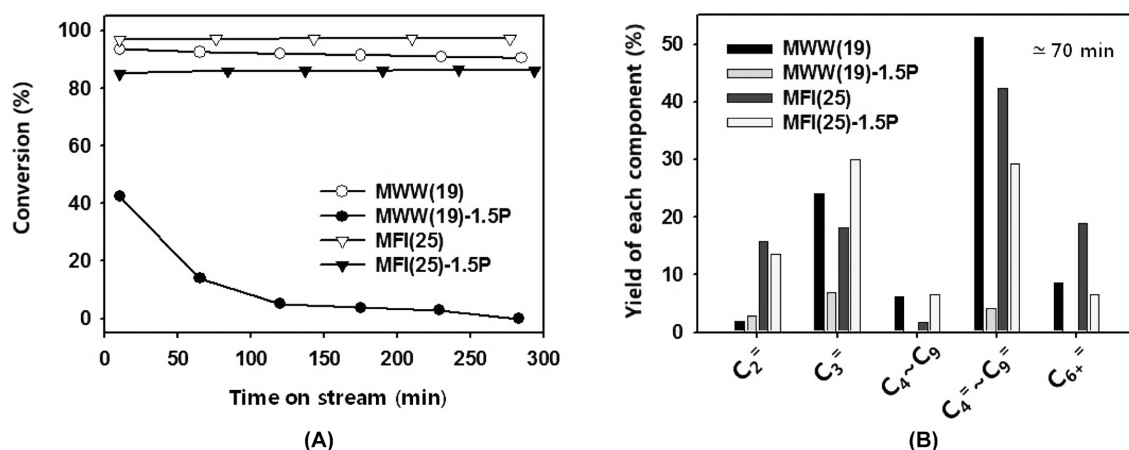 100
80
60
40
20
0
Conversion (%)
MWW(19)
MWW(19)-1.5P
MFI(25)
MFI(25)-1.5P
0 50 100 150 200 250 300
Time on stream (min)
(A)
50
40
30
20
10
0
Yield of each component (%)
MWW(19)
MWW(19)-1.5P
MFI(25)
MFI(25)-1.5P
≃ 70 min
C₂⁼
C₃⁼
C₄~C₉
C₄⁼~C₉⁼
C₆₊⁼
(B)